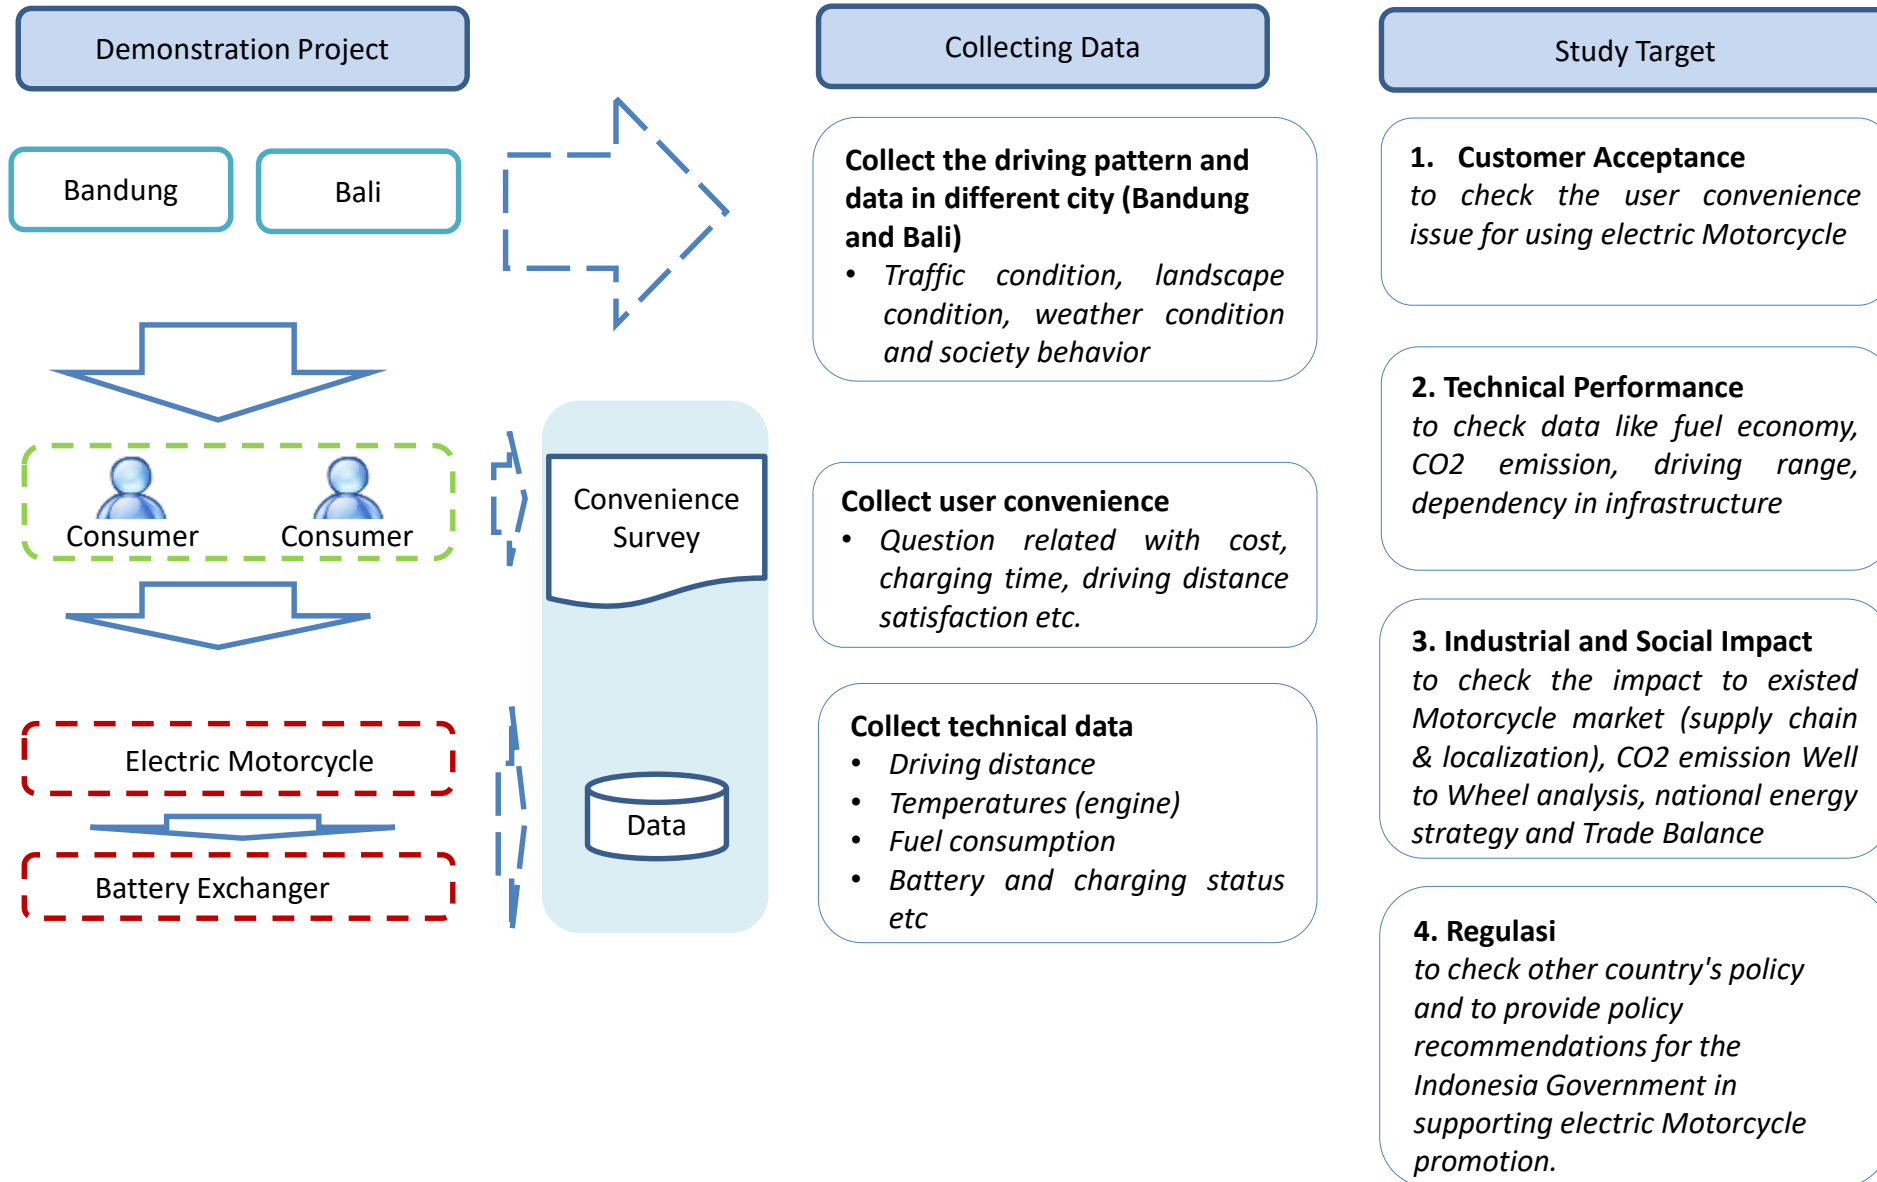 Demonstration Project
Bandung
Bali
Consumer
Consumer
Electric Motorcycle
Battery Exchanger
Convenience
Survey
Data
Collecting Data
Collect the driving pattern and
data in different city (Bandung
and Bali)
• Traffic condition, landscape
condition, weather condition
and society behavior
Collect user convenience
• Question related with cost,
charging time, driving distance
satisfaction etc.
Collect technical data
• Driving distance
• Temperatures (engine)
• Fuel consumption
• Battery and charging status
etc
Study Target
1. Customer Acceptance
to check the user convenience
issue for using electric Motorcycle
2. Technical Performance
to check data like fuel economy,
CO2 emission, driving range,
dependency in infrastructure
3. Industrial and Social Impact
to check the impact to existed
Motorcycle market (supply chain
& localization), CO2 emission Well
to Wheel analysis, national energy
strategy and Trade Balance
4. Regulasi
to check other country's policy
and to provide policy
recommendations for the
Indonesia Government in
supporting electric Motorcycle
promotion.